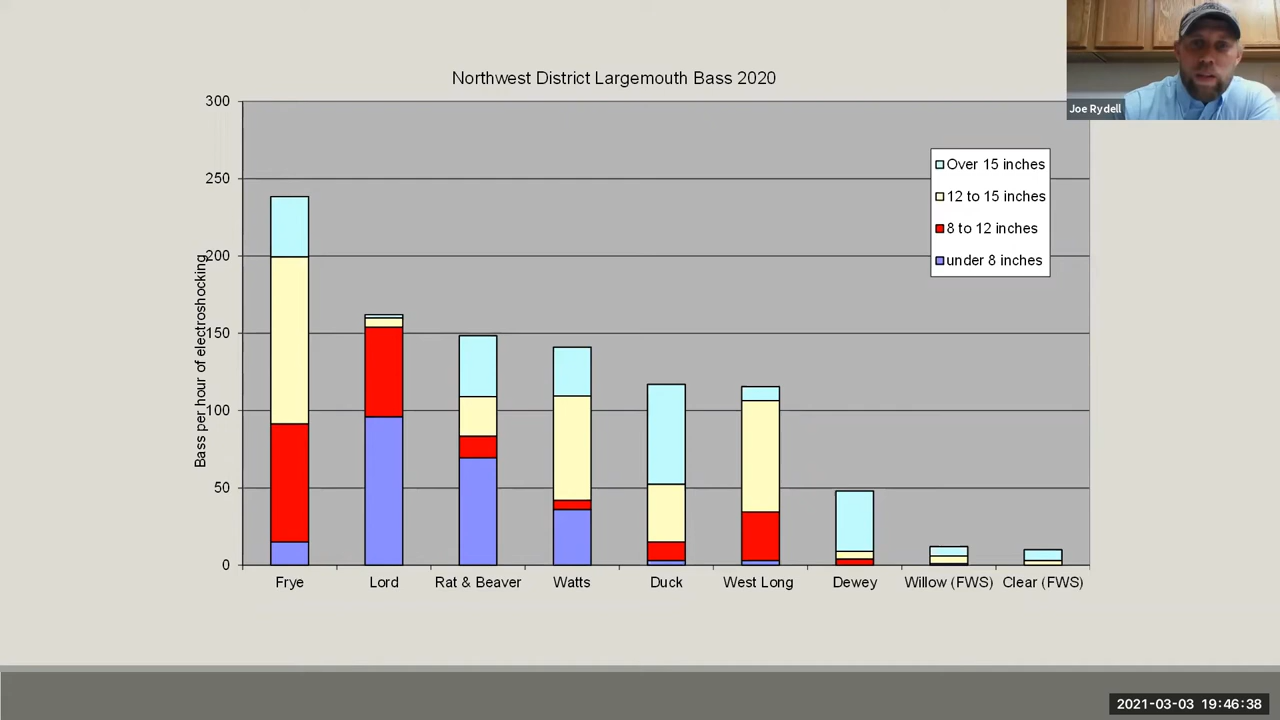 Northwest District Largemouth Bass 2020
Joe Rydell
300
250
200
150
100
50
0
Bass per hour of electroshocking
Over 15 inches
12 to 15 inches
8 to 12 inches
under 8 inches
Frye Lord Rat & Beaver Watts Duck West Long Dewey Willow (FWS) Clear (FWS)
2021-03-03 19:46:38